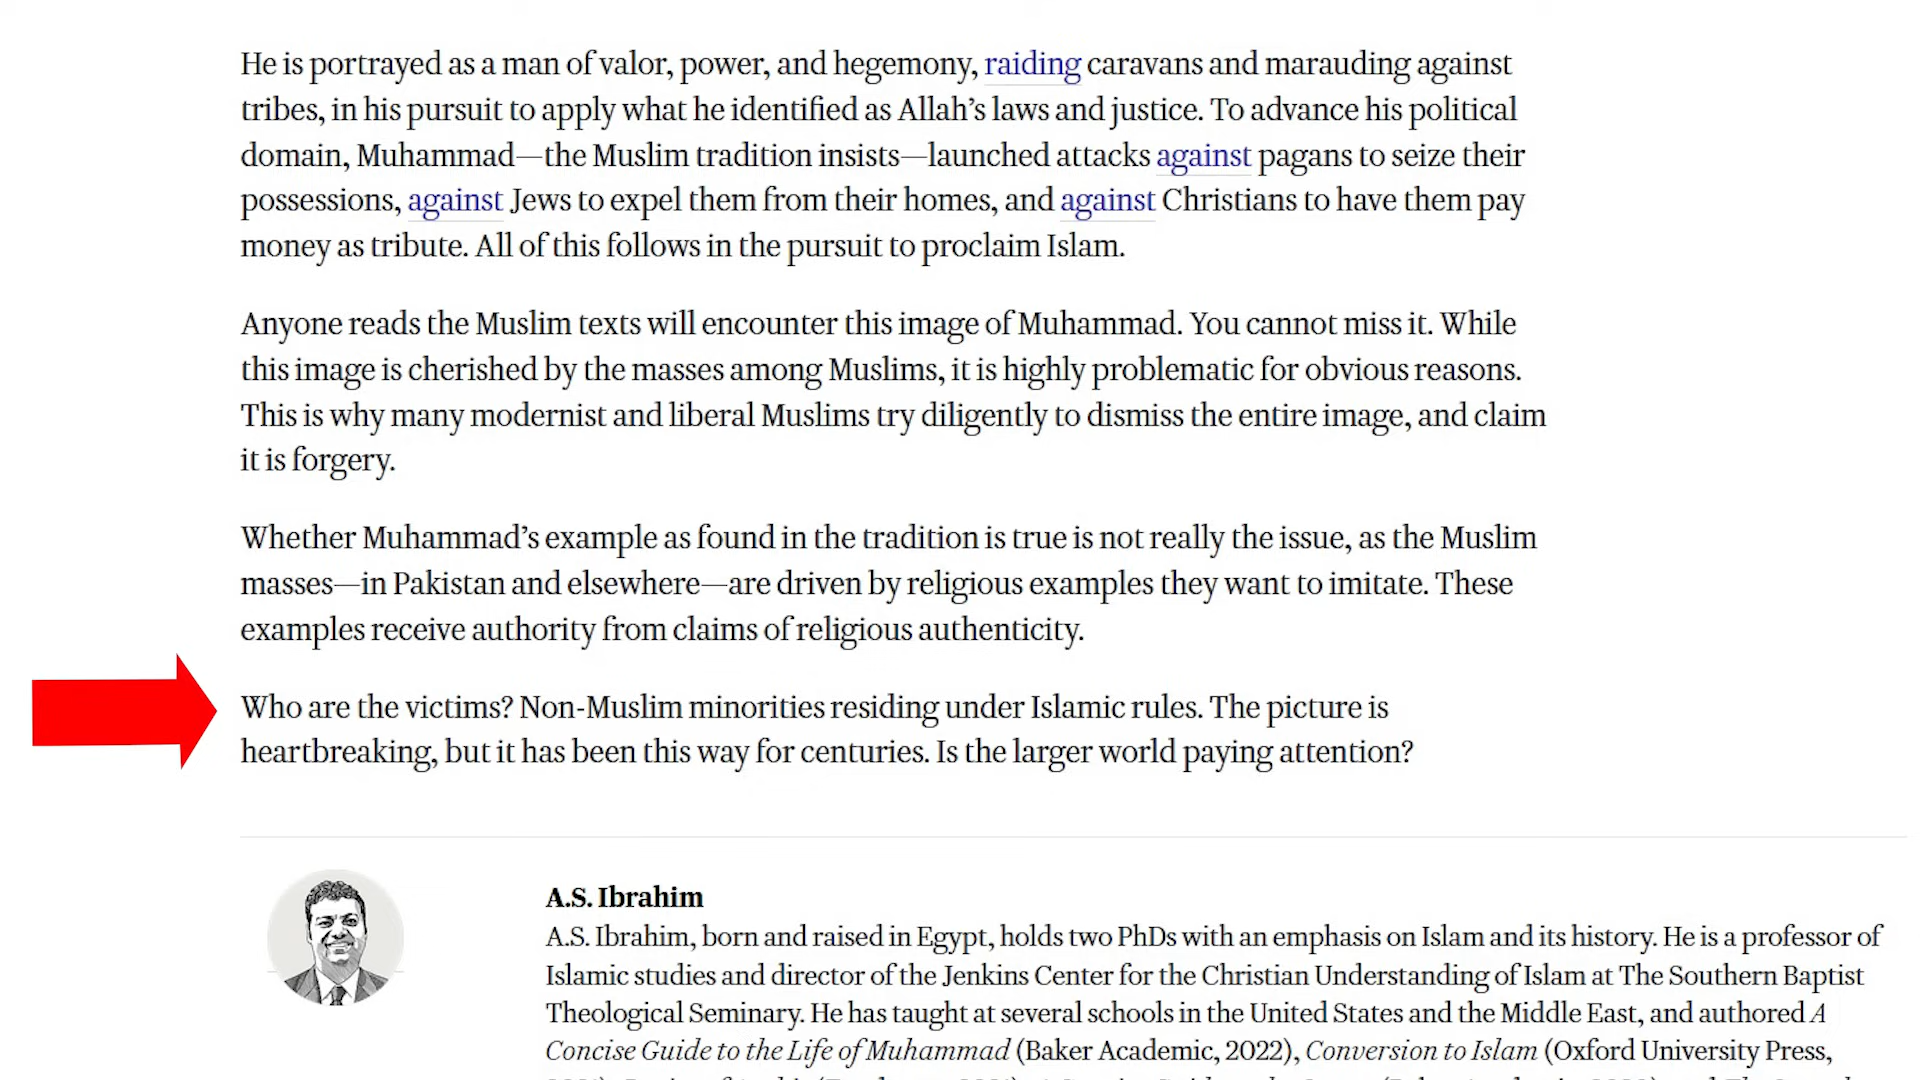 He is portrayed as a man of valor, power, and hegemony, raiding caravans and marauding against
tribes, in his pursuit to apply what he identified as Allah’s laws and justice. To advance his political
domain, Muhammad—the Muslim tradition insists—launched attacks against pagans to seize their
possessions, against Jews to expel them from their homes, and against Christians to have them pay
money as tribute. All of this follows in the pursuit to proclaim Islam.
Anyone reads the Muslim texts will encounter this image of Muhammad. You cannot miss it. While
this image is cherished by the masses among Muslims, it is highly problematic for obvious reasons.
This is why many modernist and liberal Muslims try diligently to dismiss the entire image, and claim
it is forgery.
Whether Muhammad’s example as found in the tradition is true is not really the issue, as the Muslim
masses—in Pakistan and elsewhere—are driven by religious examples they want to imitate. These
examples receive authority from claims of religious authenticity.
Who are the victims? Non-Muslim minorities residing under Islamic rules. The picture is
heartbreaking, but it has been this way for centuries. Is the larger world paying attention?
A.S. Ibrahim
A.S. Ibrahim, born and raised in Egypt, holds two PhDs with an emphasis on Islam and its history. He is a professor of
Islamic studies and director of the Jenkins Center for the Christian Understanding of Islam at The Southern Baptist
Theological Seminary. He has taught at several schools in the United States and the Middle East, and authored A
Concise Guide to the Life of Muhammad (Baker Academic, 2022), Conversion to Islam (Oxford University Press,